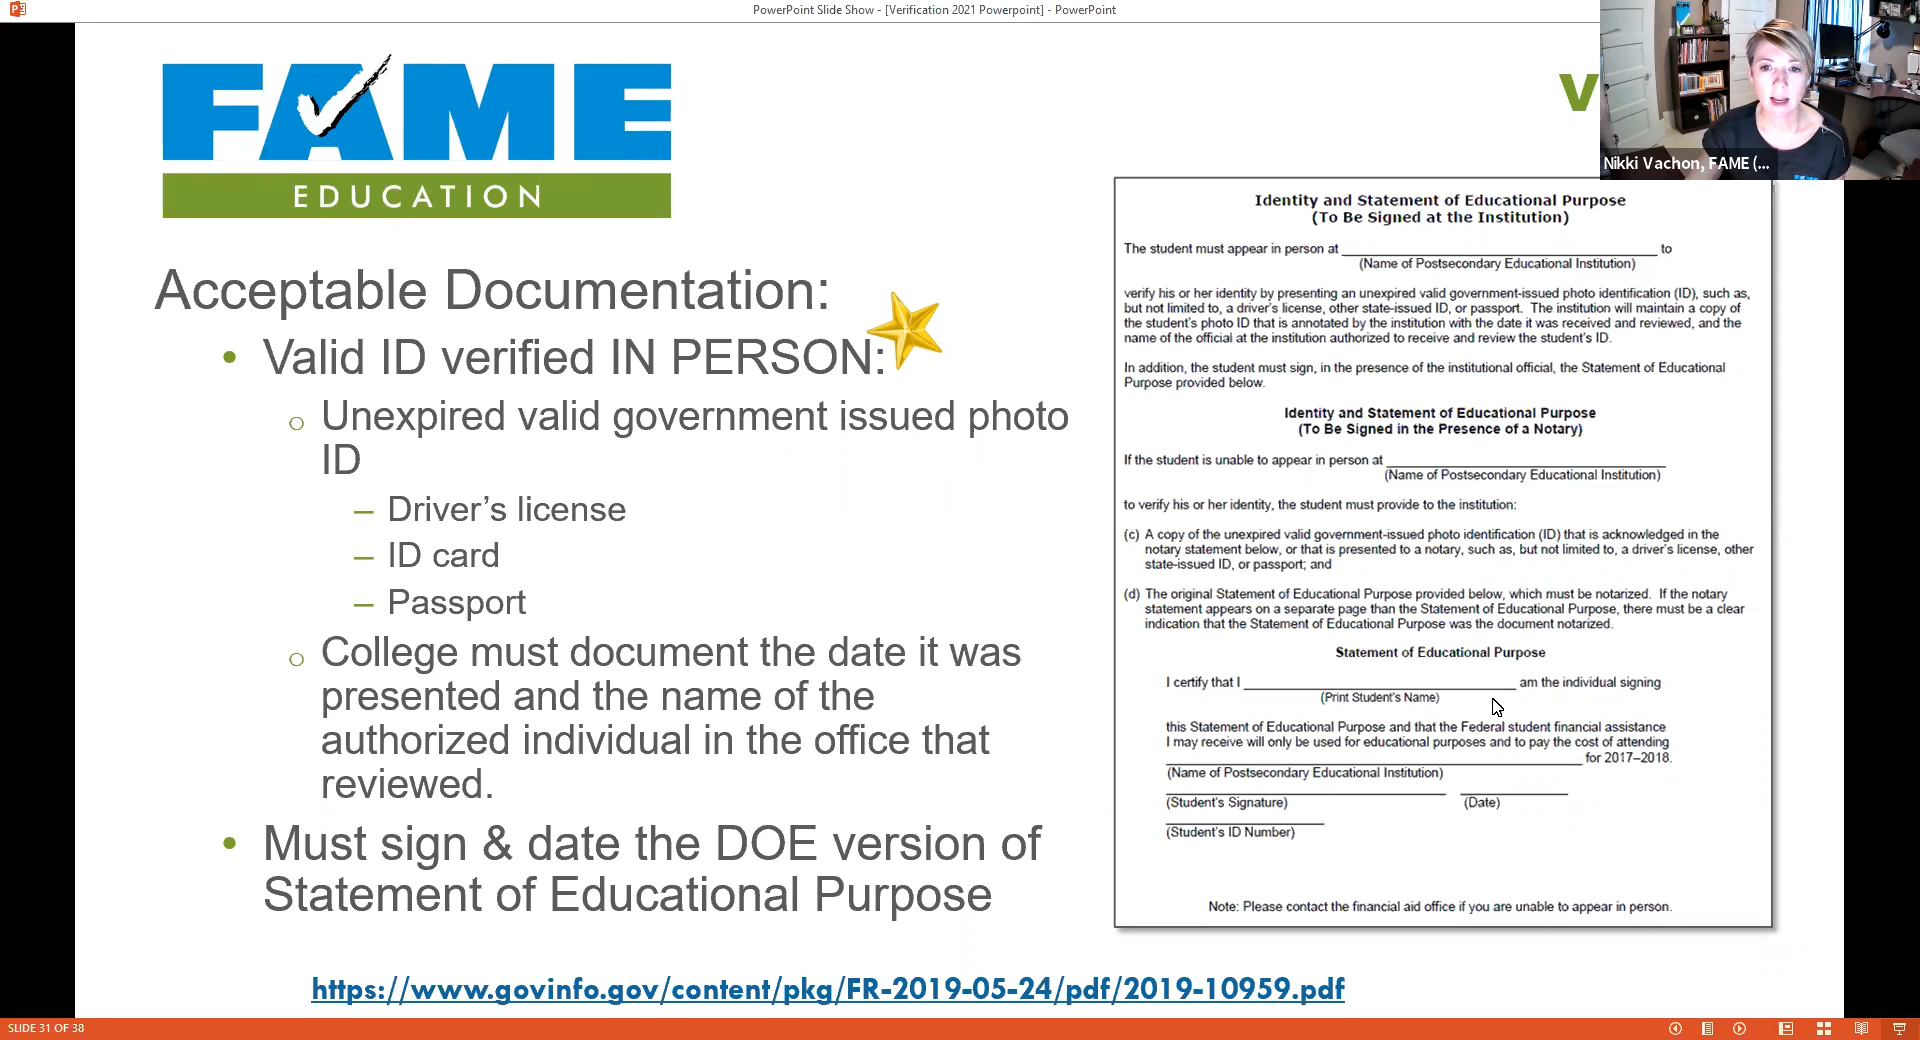 PowerPoint Slide Show - [Verification 2021 Powerpoint] - PowerPoint
FAME
EDUCATION
V
Nikki Vachon, FAME (...
Acceptable Documentation:
• Valid ID verified IN PERSON:
o Unexpired valid government issued photo
ID
– Driver's license
– ID card
– Passport
o College must document the date it was
presented and the name of the
authorized individual in the office that
reviewed.
• Must sign & date the DOE version of
Statement of Educational Purpose
Identity and Statement of Educational Purpose
(To Be Signed at the Institution)
The student must appear in person at ________ to
(Name of Postsecondary Educational Institution)
verify his or her identity by presenting an unexpired valid government-issued photo identification (ID), such as,
but not limited to, a driver's license, other state-issued ID, or passport. The institution will maintain a copy of
the student's photo ID that is annotated by the institution with the date it was received and reviewed, and the
name of the official at the institution authorized to receive and review the student's ID.
In addition, the student must sign, in the presence of the institutional official, the Statement of Educational
Purpose provided below.
Identity and Statement of Educational Purpose
(To Be Signed in the Presence of a Notary)
If the student is unable to appear in person at ________
(Name of Postsecondary Educational Institution)
to verify his or her identity, the student must provide to the institution:
(c) A copy of the unexpired valid government-issued photo identification (ID) that is acknowledged in the
notary statement below, or that is presented to a notary, such as, but not limited to, a driver's license, other
state-issued ID, or passport; and
(d) The original Statement of Educational Purpose provided below, which must be notarized. If the notary
statement appears on a separate page than the Statement of Educational Purpose, there must be a clear
indication that the Statement of Educational Purpose was the document notarized.
Statement of Educational Purpose
I certify that I ________ am the individual signing
(Print Student's Name)
this Statement of Educational Purpose and that the Federal student financial assistance
I may receive will only be used for educational purposes and to pay the cost of attending
________ for 2017–2018.
(Name of Postsecondary Educational Institution)
(Student's Signature) (Date)
(Student's ID Number)
Note: Please contact the financial aid office if you are unable to appear in person.
https://www.govinfo.gov/content/pkg/FR-2019-05-24/pdf/2019-10959.pdf
SLIDE 31 OF 38